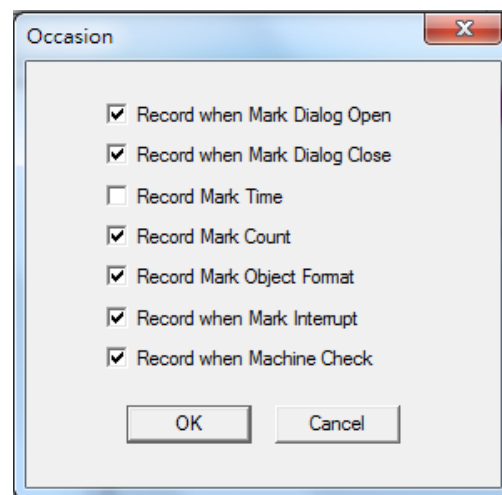 Occasion
Record when Mark Dialog Open
Record when Mark Dialog Close
Record Mark Time
Record Mark Count
Record Mark Object Format
Record when Mark Interrupt
Record when Machine Check
OK Cancel